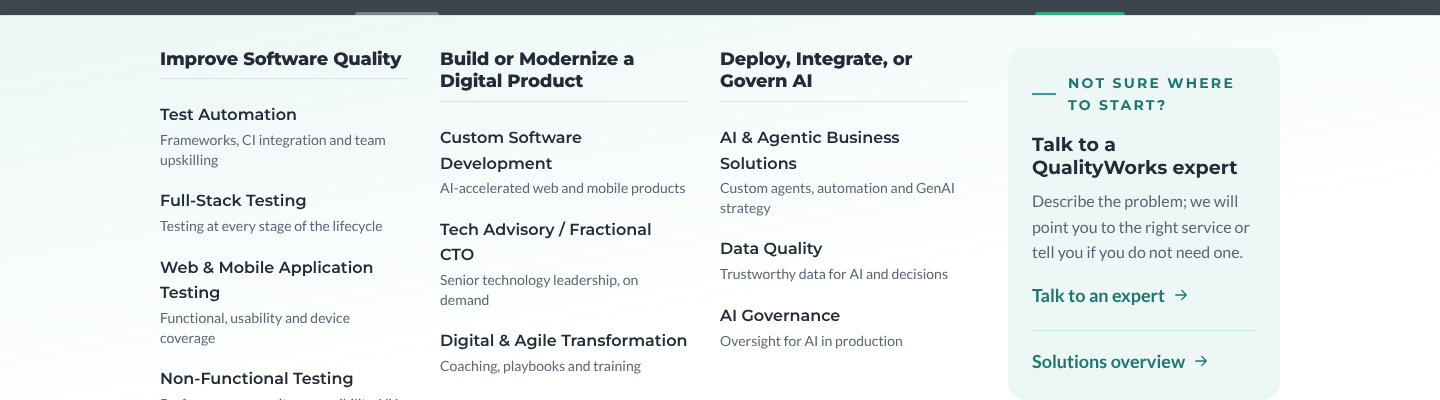 Improve Software Quality
Test Automation
Frameworks, CI integration and team
upskilling
Full-Stack Testing
Testing at every stage of the lifecycle
Web & Mobile Application
Testing
Functional, usability and device
coverage
Non-Functional Testing
Build or Modernize a
Digital Product
Custom Software
Development
AI-accelerated web and mobile products
Tech Advisory / Fractional
CTO
Senior technology leadership, on
demand
Digital & Agile Transformation
Coaching, playbooks and training
Deploy, Integrate, or
Govern AI
AI & Agentic Business
Solutions
Custom agents, automation and GenAI
strategy
Data Quality
Trustworthy data for AI and decisions
AI Governance
Oversight for AI in production
NOT SURE WHERE
TO START?
Talk to a
QualityWorks expert
Describe the problem; we will
point you to the right service or
tell you if you do not need one.
Talk to an expert →
Solutions overview →